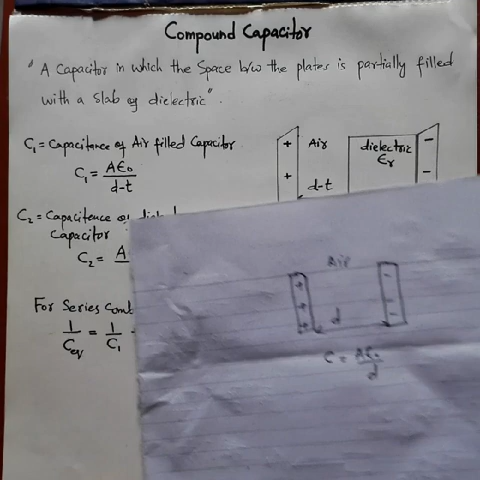 Compound Capacitor
"A Capacitor in which the Space b/w the plates is partially filled
with a Slab of dielectric".
C₁ = Capacitance of Air filled Capacitor
C₁ = Aε₀/d-t
+ Air dielectric −
εᵣ
+ d-t −
C₂ = Capacitence of
Capacitor
C₂ = A
For Series Comb
1/Ceq = 1/C₁
Air
+ −
+ −
+ d
C = Aε₀/d